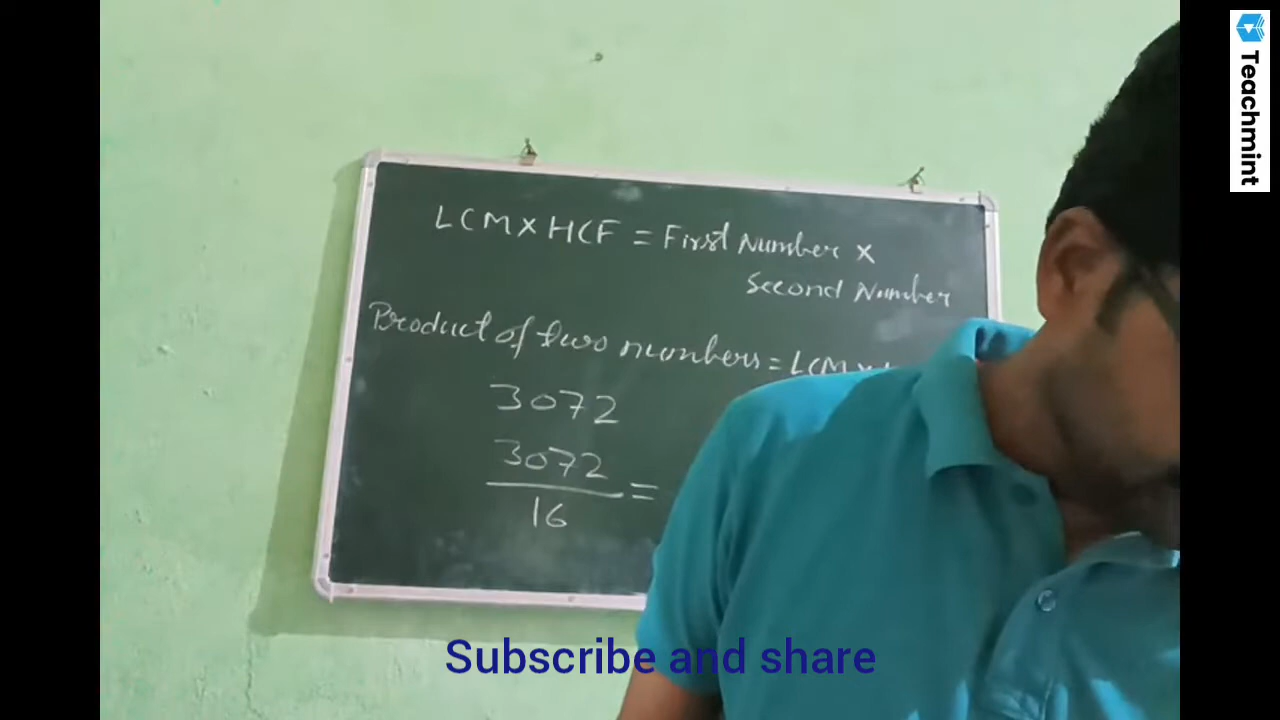 LCM X HCF = First Number X
Second Number
Product of two numbers = LCM X
3072
3072
16
=
Subscribe and share
Teachmint